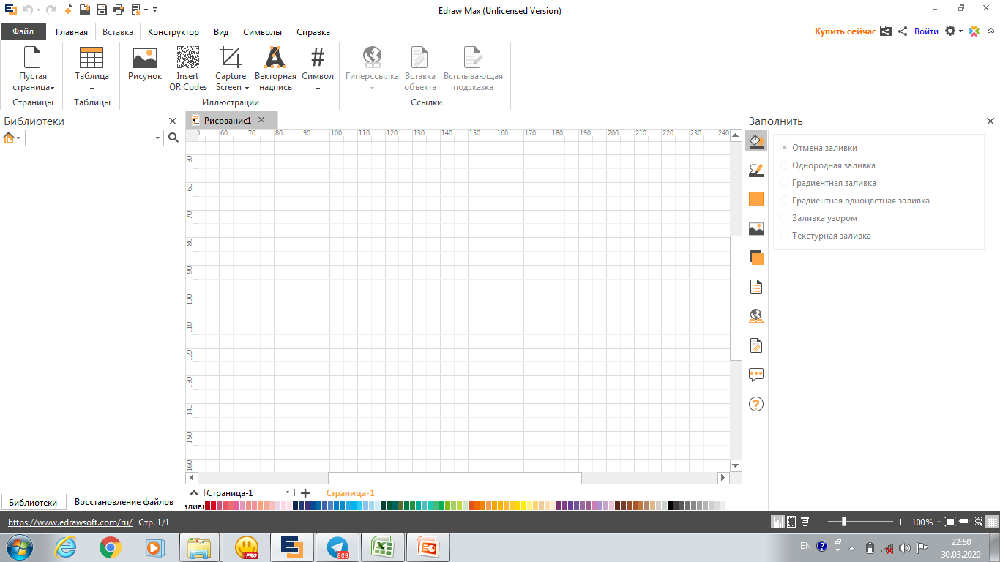 Edraw Max (Unlicensed Version)
Файл Главная Вставка Конструктор Вид Символы Справка Купить сейчас Войти
Пустая страница
Таблица
Рисунок
Insert QR Codes
Capture Screen
Векторная надпись
Символ
#
Гиперссылка
Вставка объекта
Всплывающая подсказка
Страницы Таблицы Иллюстрации Ссылки
Библиотеки
Рисование1
Заполнить
60 70 80 90 100 110 120 130 140 150 160 170 180 190 200 210 220 230 240
50
60
70
80
90
100
110
120
130
140
150
160
Отмена заливки
Однородная заливка
Градиентная заливка
Градиентная одноцветная заливка
Заливка узором
Текстурная заливка
Страница-1 Страница-1
Библиотеки Восстановление файлов
https://www.edrawsoft.com/ru/ Стр. 1/1 100%
PRO
809
EN
22:50
30.03.2020